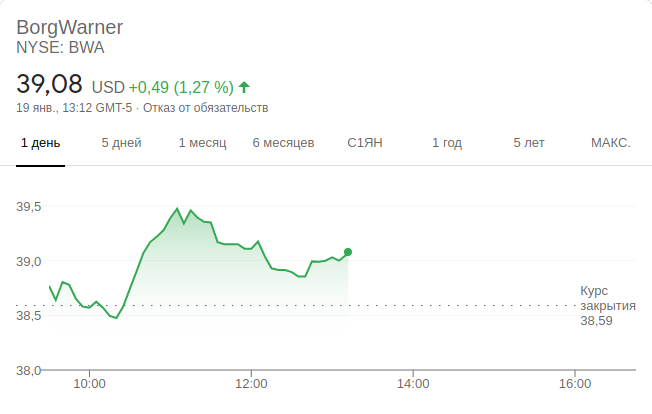 BorgWarner
NYSE: BWA
39,08 USD +0,49 (1,27 %)
19 янв., 13:12 GMT-5 · Отказ от обязательств
1 день 5 дней 1 месяц 6 месяцев С1ЯН 1 год 5 лет МАКС.
39,5
39,0
Курс
закрытия
38,5
38,59
38,0
10:00 12:00 14:00 16:00